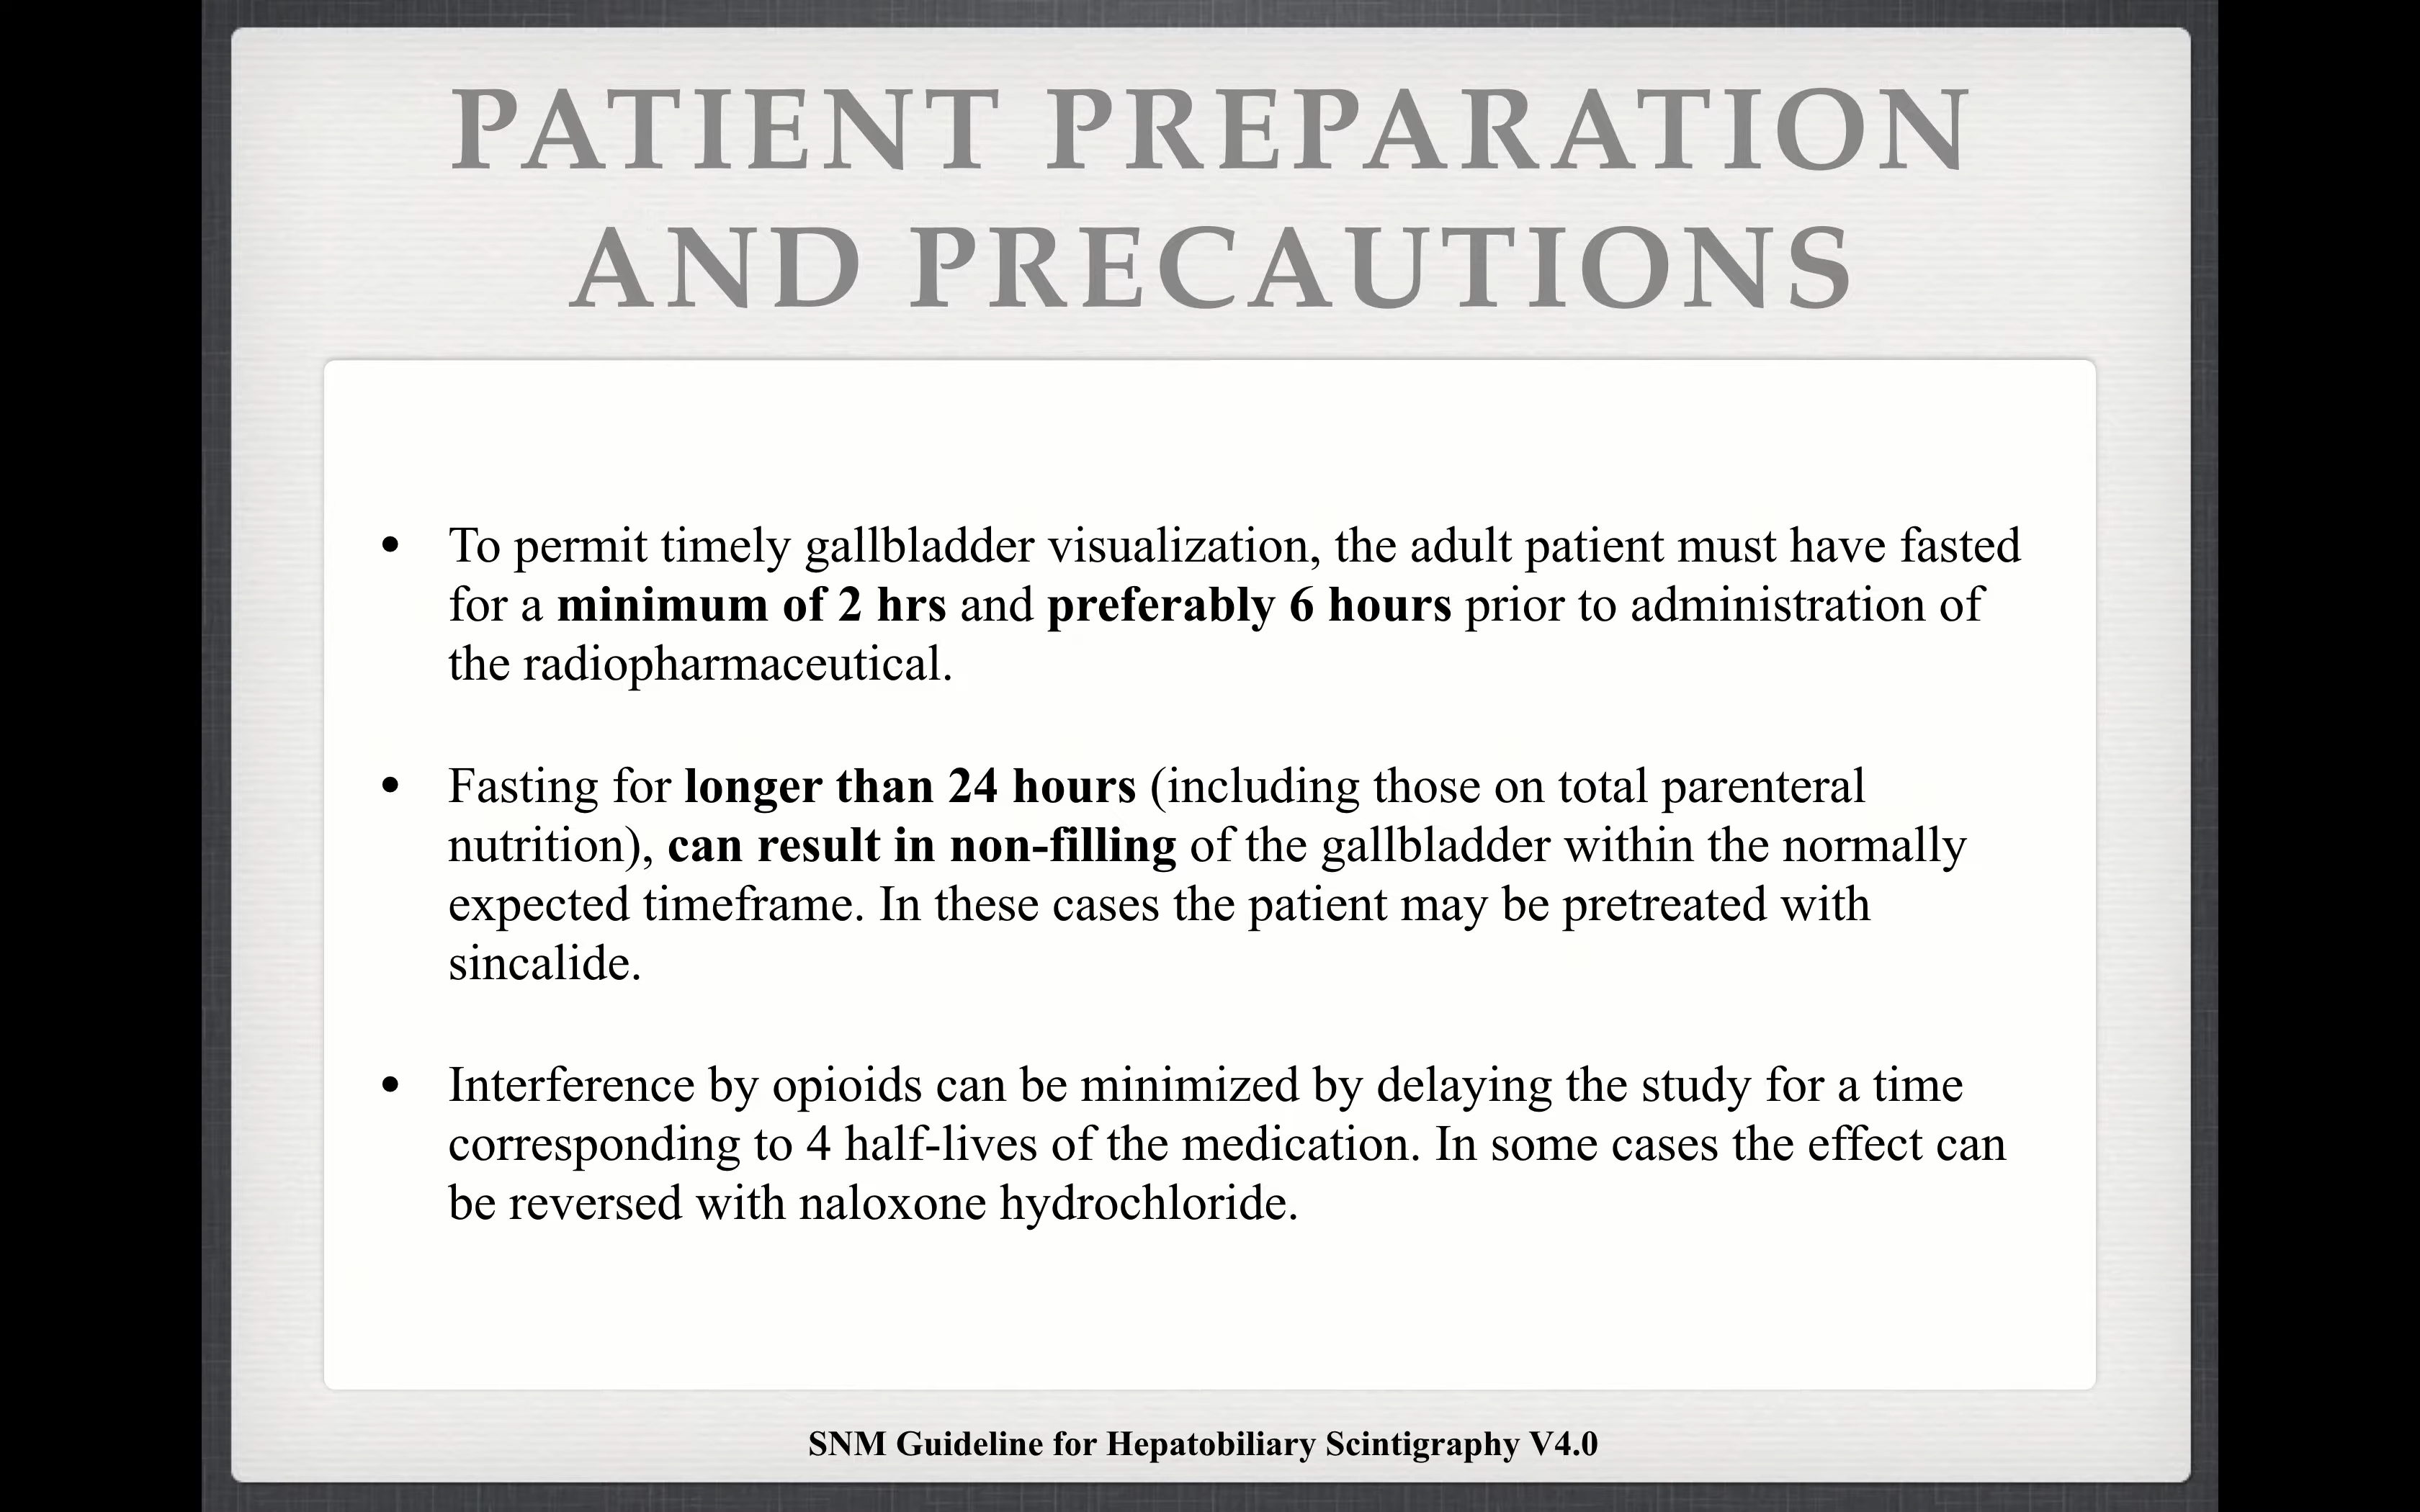 PATIENT PREPARATION
AND PRECAUTIONS
• To permit timely gallbladder visualization, the adult patient must have fasted
for a minimum of 2 hrs and preferably 6 hours prior to administration of
the radiopharmaceutical.
• Fasting for longer than 24 hours (including those on total parenteral
nutrition), can result in non-filling of the gallbladder within the normally
expected timeframe. In these cases the patient may be pretreated with
sincalide.
• Interference by opioids can be minimized by delaying the study for a time
corresponding to 4 half-lives of the medication. In some cases the effect can
be reversed with naloxone hydrochloride.
SNM Guideline for Hepatobiliary Scintigraphy V4.0